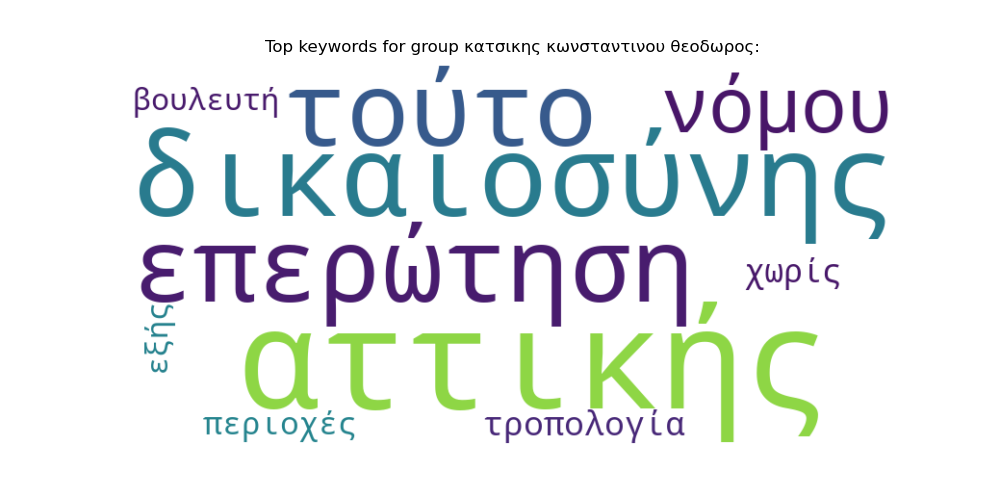 Top keywords for group κατσικης κωνσταντινου θεοδωρος:
βουλευτή τούτο νόμου
δικαιοσύνης
επερώτηση χωρίς
εξής
αττικής
περιοχές τροπολογία